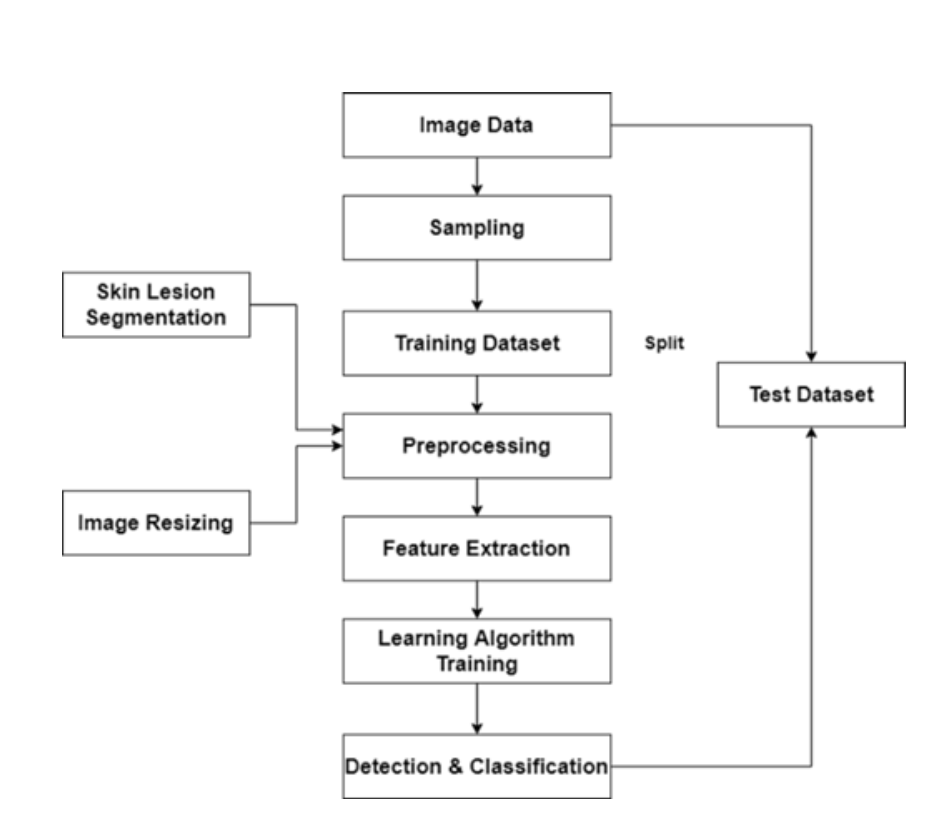 Image Data
Sampling
Skin Lesion
Segmentation
Training Dataset
Split
Test Dataset
Preprocessing
Image Resizing
Feature Extraction
Learning Algorithm
Training
Detection & Classification